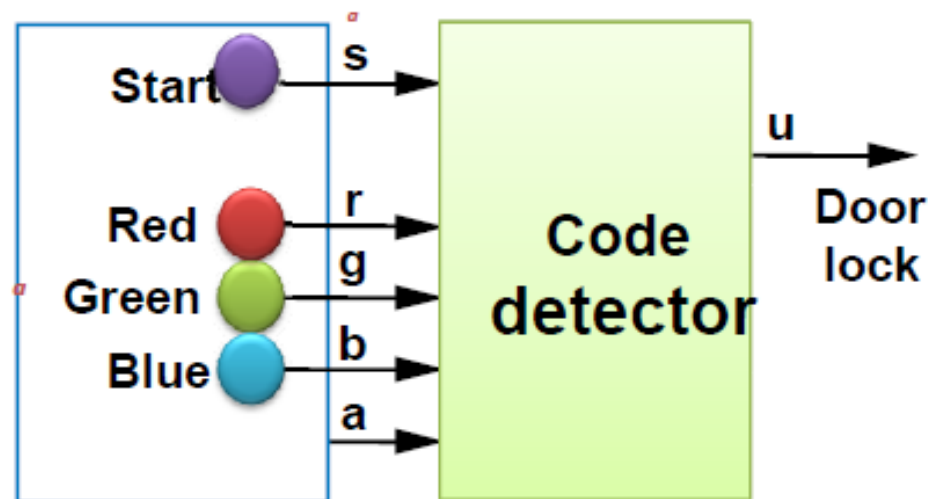 a
s
Start
u
r
Red
Door
lock
Code
detector
g
a
Green
b
Blue
a